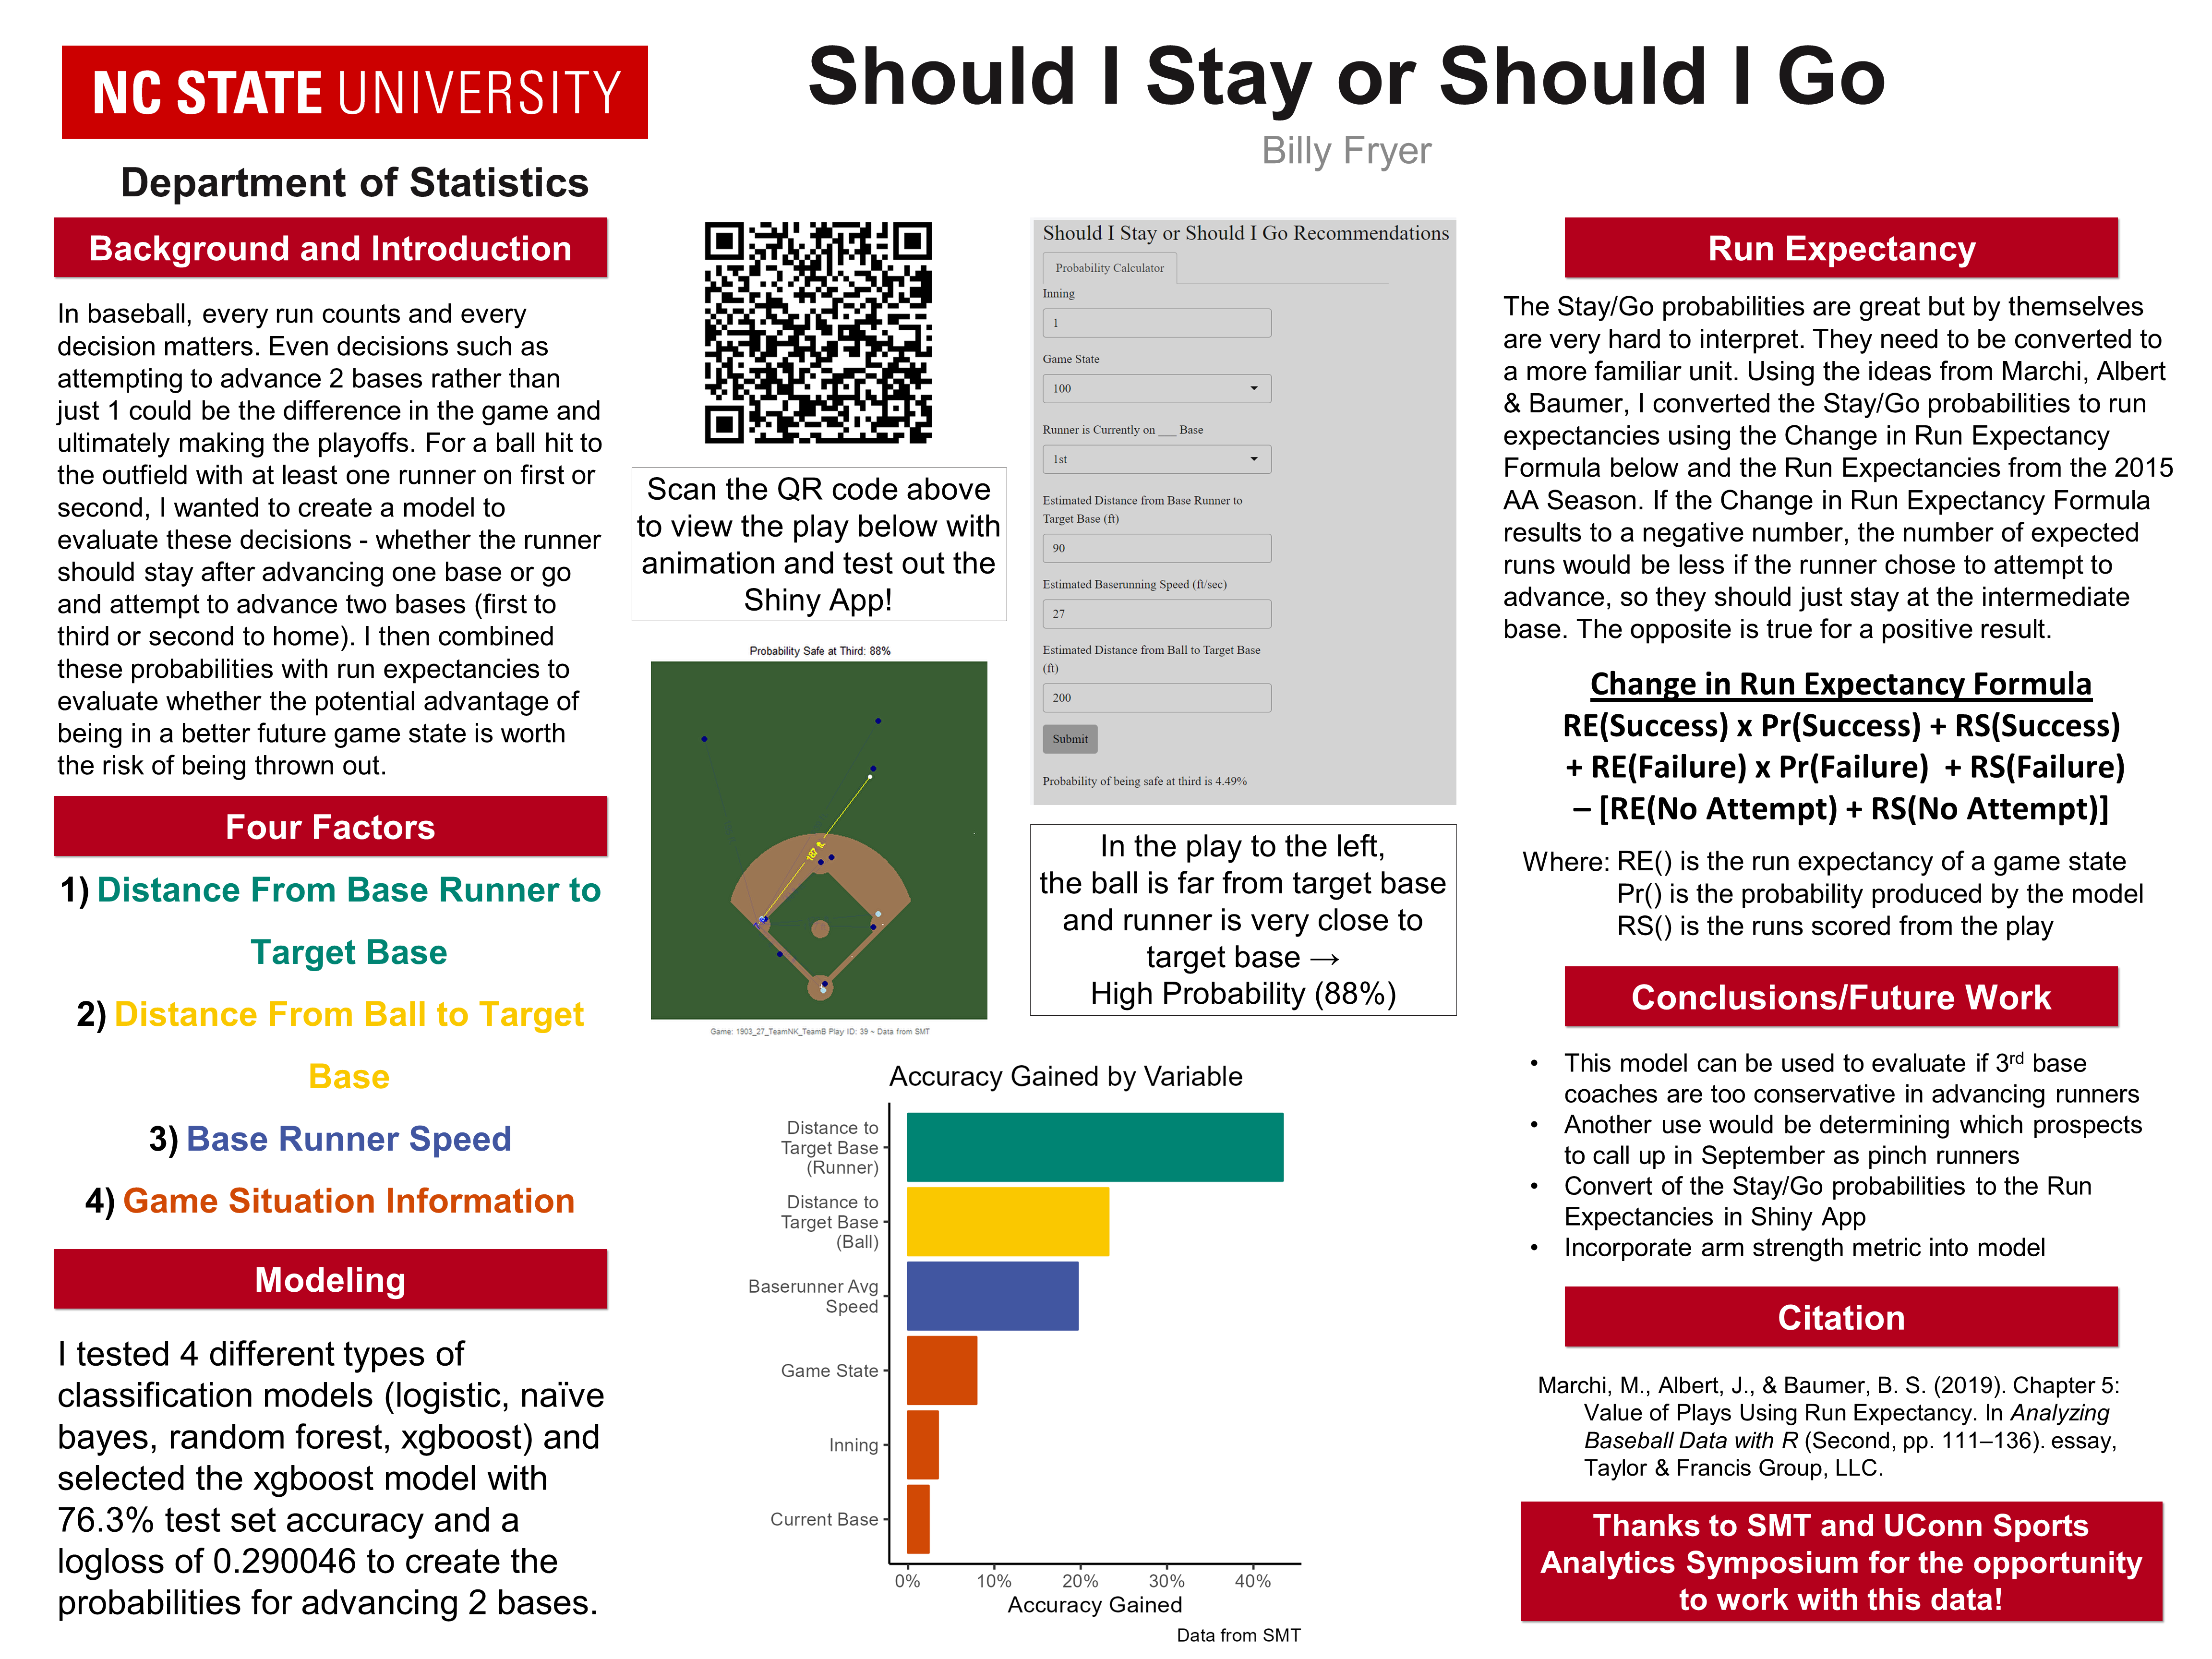 NC STATE UNIVERSITY
Department of Statistics
Should I Stay or Should I Go
Billy Fryer
Background and Introduction
In baseball, every run counts and every
decision matters. Even decisions such as
attempting to advance 2 bases rather than
just 1 could be the difference in the game and
ultimately making the playoffs. For a ball hit to
the outfield with at least one runner on first or
second, I wanted to create a model to
evaluate these decisions - whether the runner
should stay after advancing one base or go
and attempt to advance two bases (first to
third or second to home). I then combined
these probabilities with run expectancies to
evaluate whether the potential advantage of
being in a better future game state is worth
the risk of being thrown out.
Four Factors
1) Distance From Base Runner to
Target Base
2) Distance From Ball to Target
Base
3) Base Runner Speed
4) Game Situation Information
Modeling
I tested 4 different types of
classification models (logistic, naïve
bayes, random forest, xgboost) and
selected the xgboost model with
76.3% test set accuracy and a
logloss of 0.290046 to create the
probabilities for advancing 2 bases.
Scan the QR code above
to view the play below with
animation and test out the
Shiny App!
Probability Safe at Third: 88%
187 ft.
Game: 1903_27_TeamNK_TeamB Play ID: 39 ~ Data from SMT
Should I Stay or Should I Go Recommendations
Probability Calculator
Inning
1
Game State
100
Runner is Currently on ___ Base
1st
Estimated Distance from Base Runner to
Target Base (ft)
90
Estimated Baserunning Speed (ft/sec)
27
Estimated Distance from Ball to Target Base
(ft)
200
Submit
Probability of being safe at third is 4.49%
In the play to the left,
the ball is far from target base
and runner is very close to
target base →
High Probability (88%)
Accuracy Gained by Variable
Distance to
Target Base
(Runner)
Distance to
Target Base
(Ball)
Baserunner Avg
Speed
Game State
Inning
Current Base
0% 10% 20% 30% 40%
Accuracy Gained
Data from SMT
Run Expectancy
The Stay/Go probabilities are great but by themselves
are very hard to interpret. They need to be converted to
a more familiar unit. Using the ideas from Marchi, Albert
& Baumer, I converted the Stay/Go probabilities to run
expectancies using the Change in Run Expectancy
Formula below and the Run Expectancies from the 2015
AA Season. If the Change in Run Expectancy Formula
results to a negative number, the number of expected
runs would be less if the runner chose to attempt to
advance, so they should just stay at the intermediate
base. The opposite is true for a positive result.
Change in Run Expectancy Formula
RE(Success) x Pr(Success) + RS(Success)
+ RE(Failure) x Pr(Failure) + RS(Failure)
– [RE(No Attempt) + RS(No Attempt)]
Where: RE() is the run expectancy of a game state
Pr() is the probability produced by the model
RS() is the runs scored from the play
Conclusions/Future Work
• This model can be used to evaluate if 3rd base
coaches are too conservative in advancing runners
• Another use would be determining which prospects
to call up in September as pinch runners
• Convert of the Stay/Go probabilities to the Run
Expectancies in Shiny App
• Incorporate arm strength metric into model
Citation
Marchi, M., Albert, J., & Baumer, B. S. (2019). Chapter 5:
Value of Plays Using Run Expectancy. In Analyzing
Baseball Data with R (Second, pp. 111–136). essay,
Taylor & Francis Group, LLC.
Thanks to SMT and UConn Sports
Analytics Symposium for the opportunity
to work with this data!